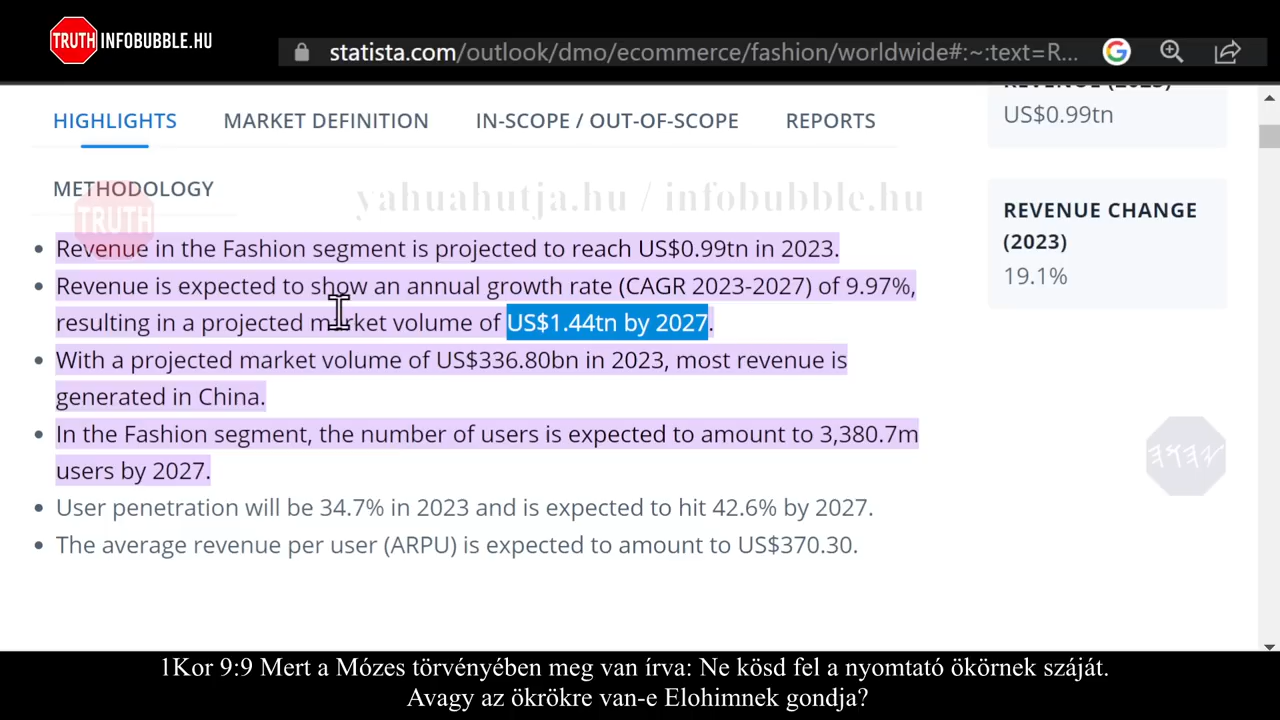 TRUTH INFOBUBBLE.HU
statista.com/outlook/dmo/ecommerce/fashion/worldwide#:~:text=R...
REVENUE (2023)
HIGHLIGHTS MARKET DEFINITION IN-SCOPE / OUT-OF-SCOPE REPORTS
US$0.99tn
METHODOLOGY
yahuahutja.hu / infobubble.hu
TRUTH
REVENUE CHANGE
(2023)
19.1%
• Revenue in the Fashion segment is projected to reach US$0.99tn in 2023.
• Revenue is expected to show an annual growth rate (CAGR 2023-2027) of 9.97%,
resulting in a projected market volume of US$1.44tn by 2027.
• With a projected market volume of US$336.80bn in 2023, most revenue is
generated in China.
• In the Fashion segment, the number of users is expected to amount to 3,380.7m
users by 2027.
• User penetration will be 34.7% in 2023 and is expected to hit 42.6% by 2027.
• The average revenue per user (ARPU) is expected to amount to US$370.30.
1Kor 9:9 Mert a Mózes törvényében meg van írva: Ne kösd fel a nyomtató ökörnek száját.
Avagy az ökrökre van-e Elohimnek gondja?